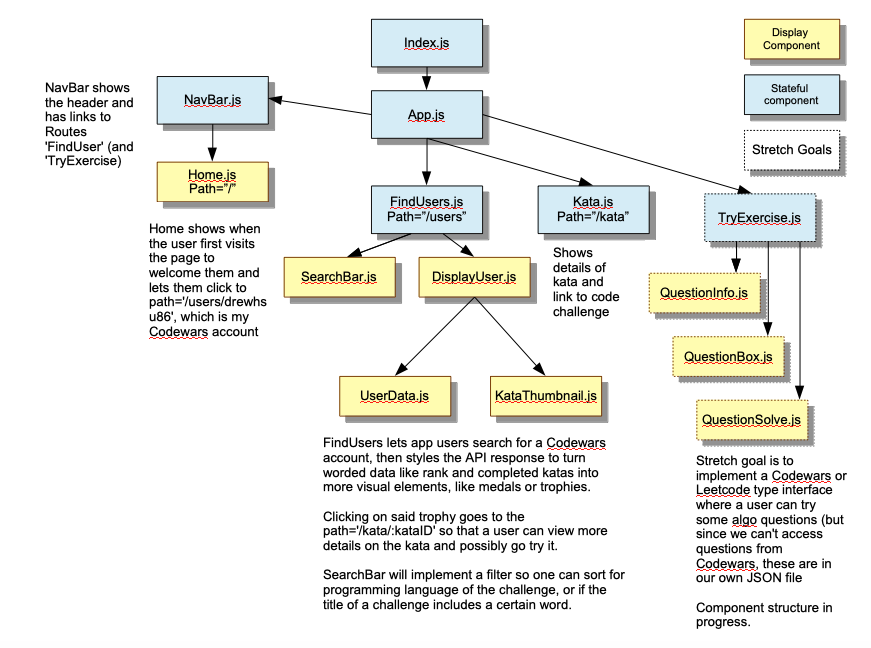 Index.js
Display
Component
NavBar shows
the header and
has links to
Routes
'FindUser' (and
'TryExercise)
NavBar.js
App.js
Stateful
component
Stretch Goals
Home.js
Path="/"
FindUsers.js
Path="/users"
Kata.js
Path="/kata"
TryExercise.js
Home shows when
the user first visits
the page to
welcome them and
lets them click to
path='/users/drewhs
u86', which is my
Codewars account
SearchBar.js
DisplayUser.js
Shows
details of
kata and
link to code
challenge
QuestionInfo.js
QuestionBox.js
UserData.js
KataThumbnail.js
QuestionSolve.js
FindUsers lets app users search for a Codewars
account, then styles the API response to turn
worded data like rank and completed katas into
more visual elements, like medals or trophies.
Clicking on said trophy goes to the
path='/kata/:kataID' so that a user can view more
details on the kata and possibly go try it.
SearchBar will implement a filter so one can sort for
programming language of the challenge, or if the
title of a challenge includes a certain word.
Stretch goal is to
implement a Codewars or
Leetcode type interface
where a user can try
some algo questions (but
since we can't access
questions from
Codewars, these are in
our own JSON file
Component structure in
progress.